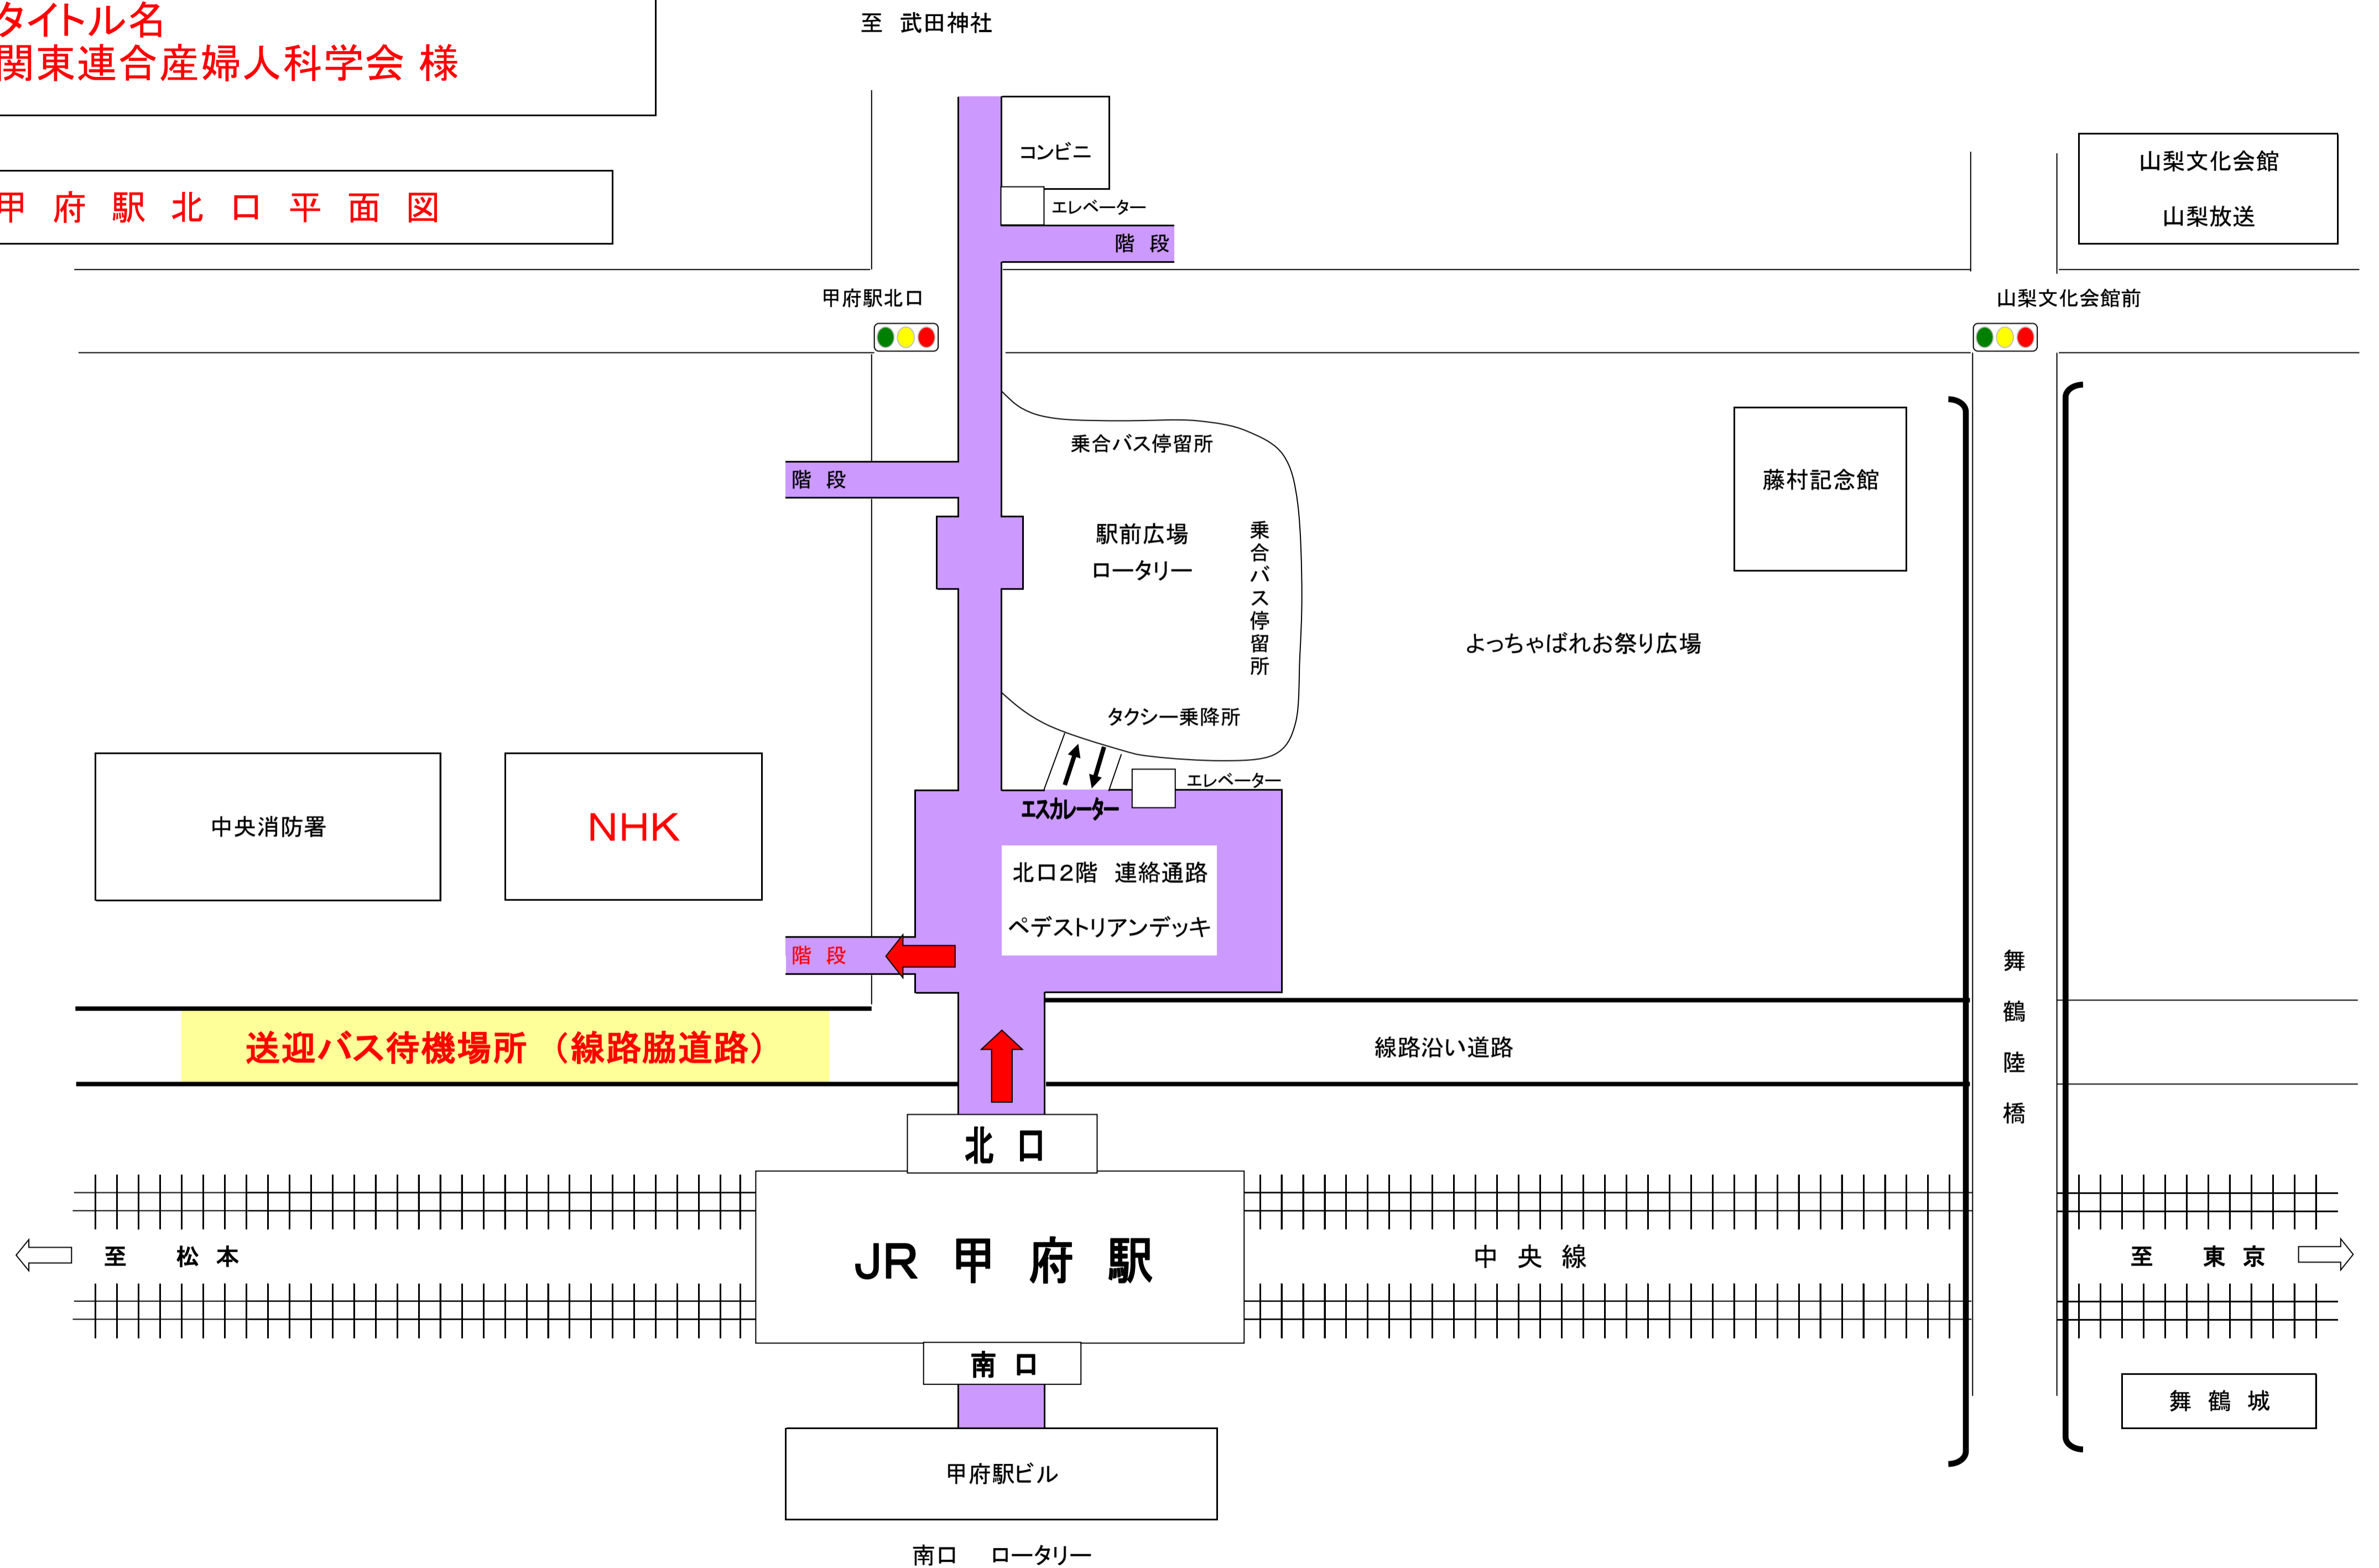 タイトル名
関東連合産婦人科学会 様
甲 府 駅 北 口 平 面 図
至 武田神社
コンビニ
エレベーター
階 段
山梨文化会館
山梨放送
甲府駅北口
山梨文化会館前
乗合バス停留所
階 段
駅前広場
ロータリー
乗合バス停留所
藤村記念館
よっちゃばれお祭り広場
タクシー乗降所
エレベーター
エスカレーター
中央消防署
NHK
北口2階 連絡通路
ペデストリアンデッキ
階 段
舞鶴陸橋
送迎バス待機場所 (線路脇道路)
線路沿い道路
北 口
JR 甲 府 駅
至 松 本
中 央 線
至 東 京
南 口
舞 鶴 城
甲府駅ビル
南口 ロータリー